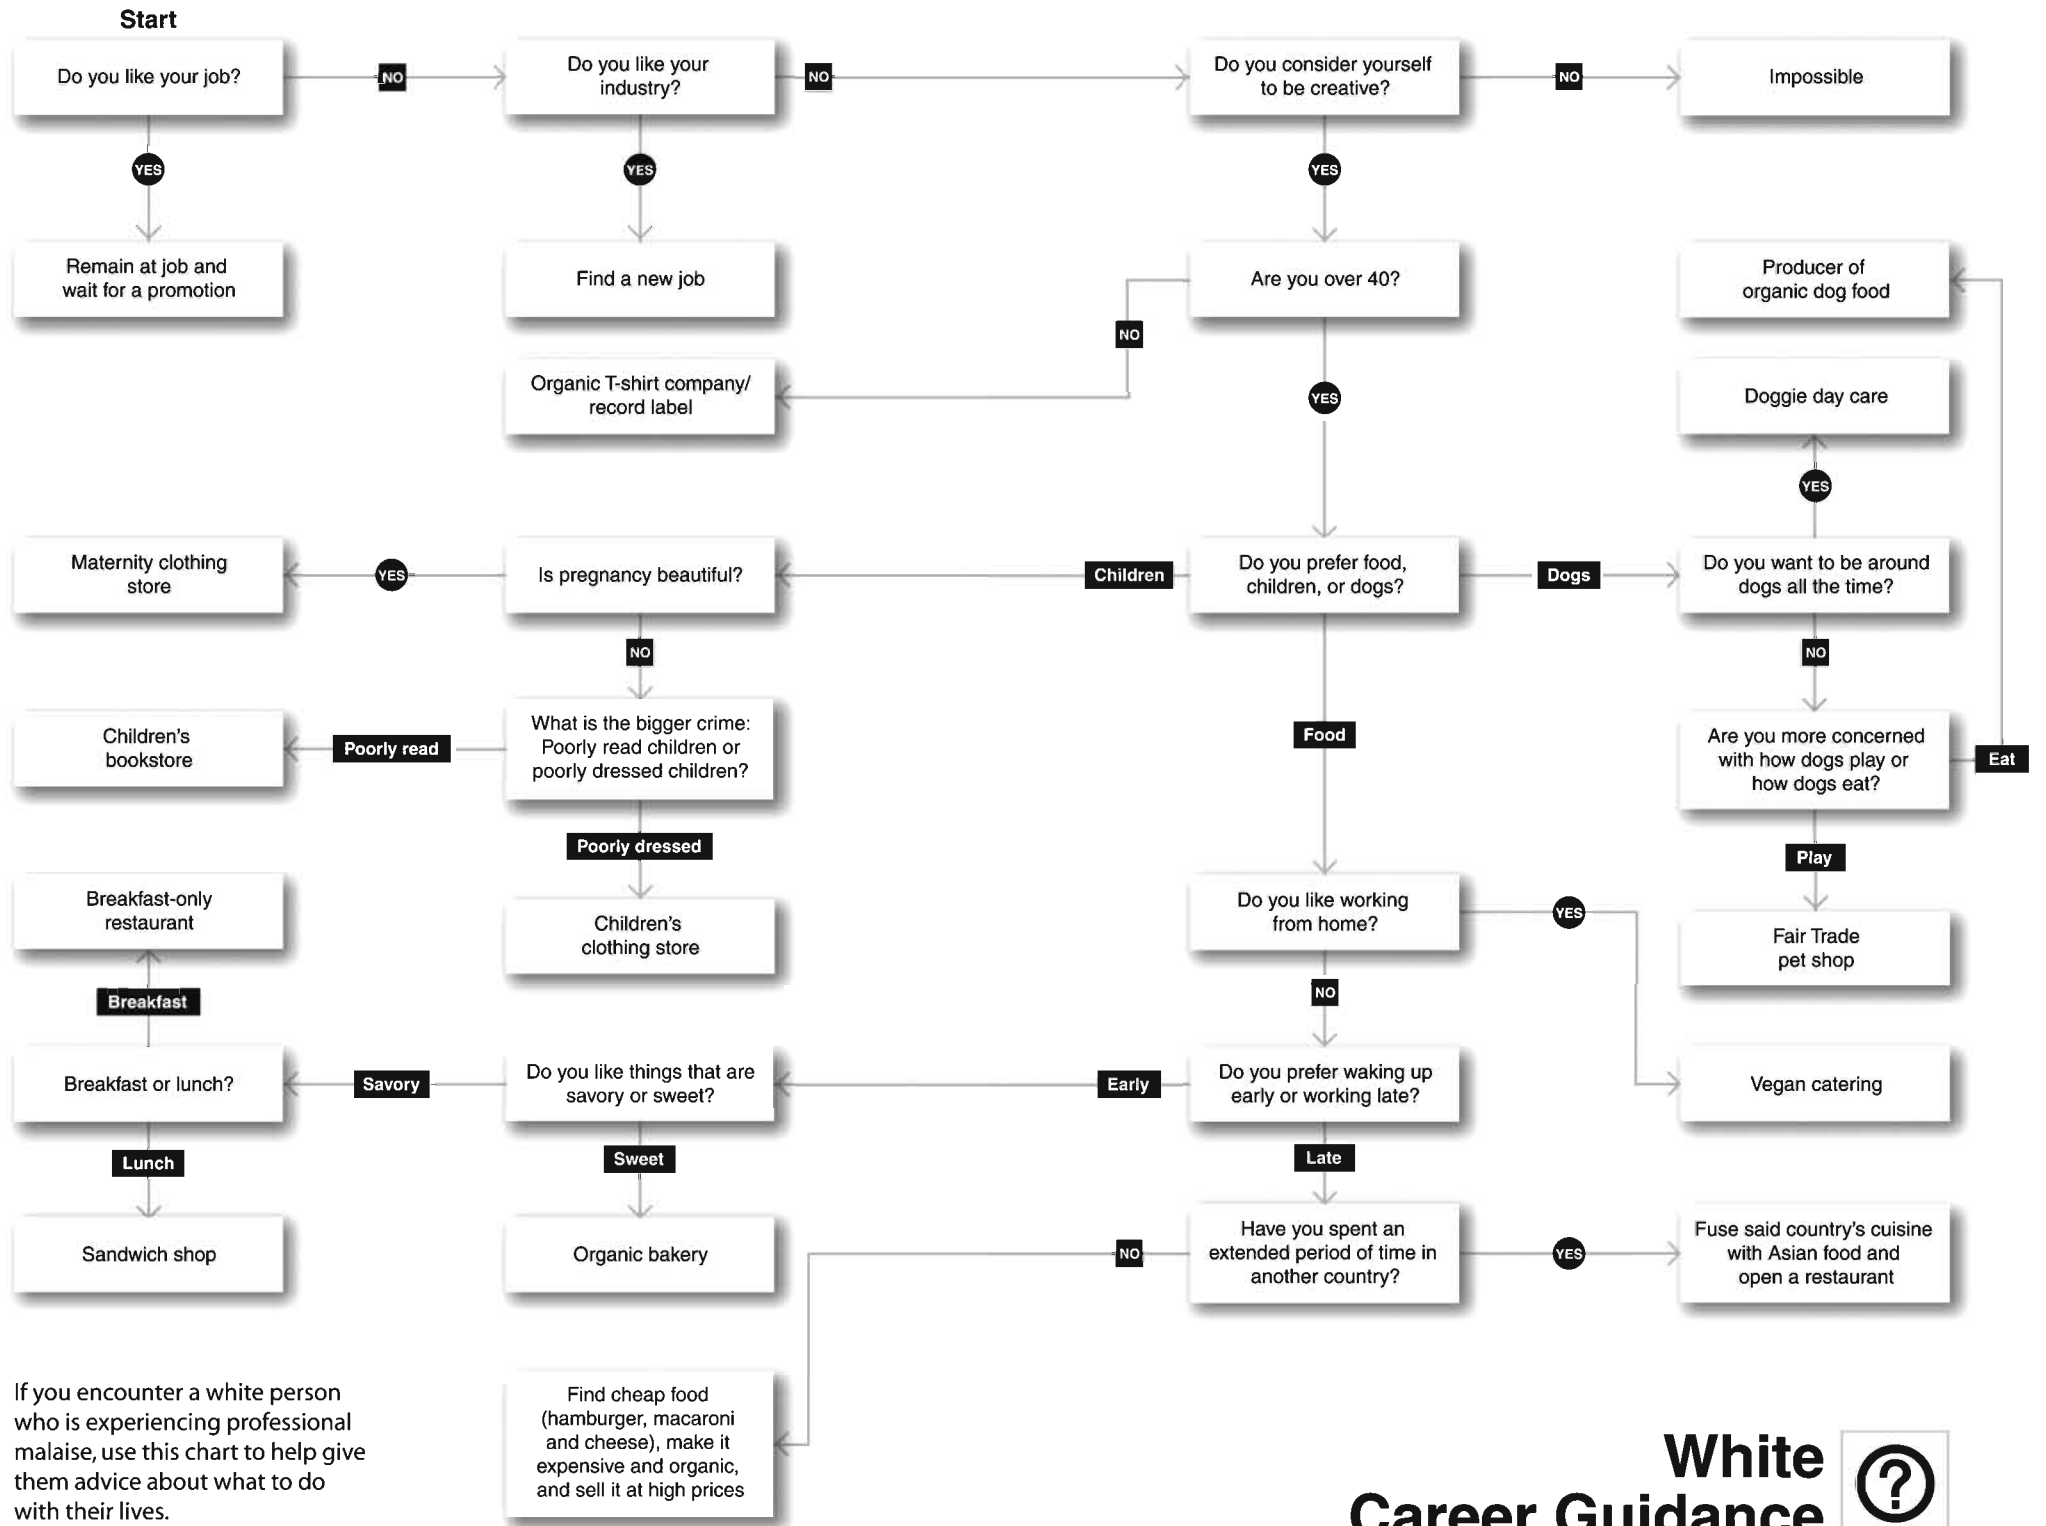 Start
Do you like your job?
NO
Do you like your
industry?
NO
Do you consider yourself
to be creative?
NO
Impossible
YES
YES
YES
Remain at job and
wait for a promotion
Find a new job
Are you over 40?
Producer of
organic dog food
NO
Organic T-shirt company/
record label
YES
Doggie day care
YES
Maternity clothing
store
YES
Is pregnancy beautiful?
Children
Do you prefer food,
children, or dogs?
Dogs
Do you want to be around
dogs all the time?
NO
NO
Children's
bookstore
Poorly read
What is the bigger crime:
Poorly read children or
poorly dressed children?
Food
Are you more concerned
with how dogs play or
how dogs eat?
Eat
Poorly dressed
Play
Breakfast-only
restaurant
Children's
clothing store
Do you like working
from home?
YES
Fair Trade
pet shop
Breakfast
NO
Breakfast or lunch?
Savory
Do you like things that are
savory or sweet?
Early
Do you prefer waking up
early or working late?
Vegan catering
Lunch
Sweet
Late
Sandwich shop
Organic bakery
NO
Have you spent an
extended period of time in
another country?
YES
Fuse said country's cuisine
with Asian food and
open a restaurant
If you encounter a white person
who is experiencing professional
malaise, use this chart to help give
them advice about what to do
with their lives.
Find cheap food
(hamburger, macaroni
and cheese), make it
expensive and organic,
and sell it at high prices
White
Career Guidance
?